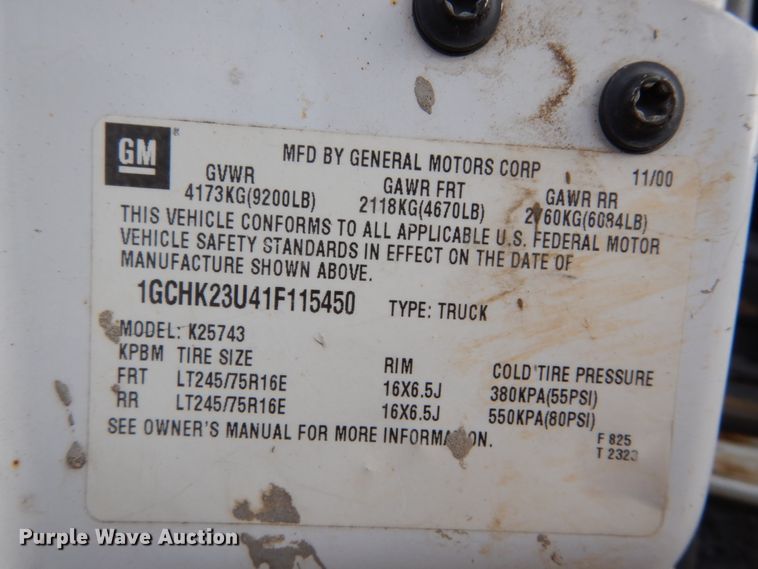 GM ®
MFD BY GENERAL MOTORS CORP 11/00
GVWR GAWR FRT GAWR RR
4173KG(9200LB) 2118KG(4670LB) 2760KG(6084LB)
THIS VEHICLE CONFORMS TO ALL APPLICABLE U.S. FEDERAL MOTOR
VEHICLE SAFETY STANDARDS IN EFFECT ON THE DATE OF
MANUFACTURE SHOWN ABOVE.
1GCHK23U41F115450 TYPE: TRUCK
MODEL: K25743
KPBM TIRE SIZE RIM COLD TIRE PRESSURE
FRT LT245/75R16E 16X6.5J 380KPA(55PSI)
RR LT245/75R16E 16X6.5J 550KPA(80PSI)
SEE OWNER'S MANUAL FOR MORE INFORMATION.
F 825
T 2323
Purple Wave Auction